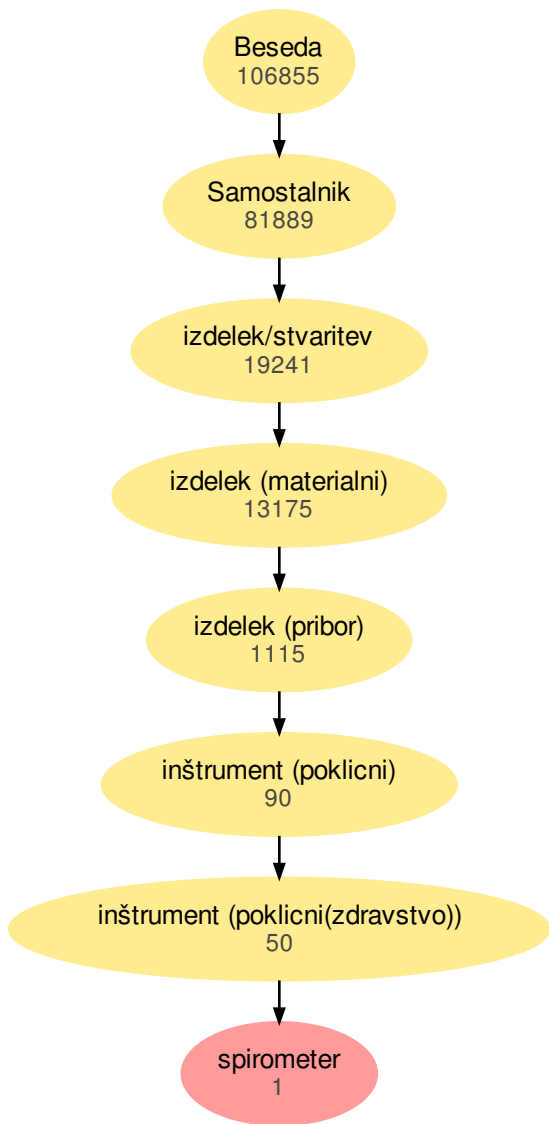 Beseda
106855
Samostalnik
81889
izdelek/stvaritev
19241
izdelek (materialni)
13175
izdelek (pribor)
1115
inštrument (poklicni)
90
inštrument (poklicni(zdravstvo))
50
spirometer
1